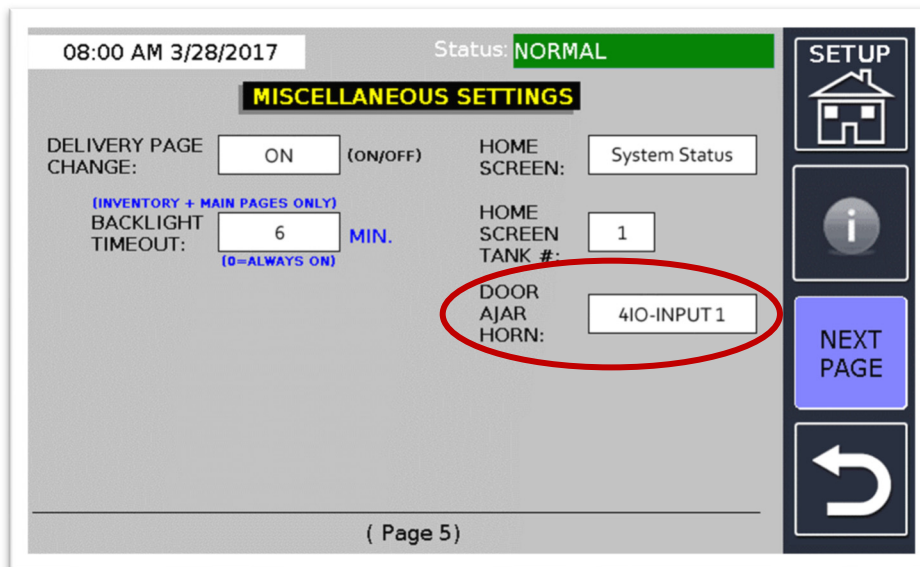 08:00 AM 3/28/2017
Status: NORMAL
SETUP
MISCELLANEOUS SETTINGS
DELIVERY PAGE
CHANGE:
ON
(ON/OFF)
HOME
SCREEN:
System Status
(INVENTORY + MAIN PAGES ONLY)
BACKLIGHT
TIMEOUT:
6
MIN.
(0=ALWAYS ON)
HOME
SCREEN
TANK #:
1
i
DOOR
AJAR
HORN:
4IO-INPUT 1
NEXT
PAGE
( Page 5)